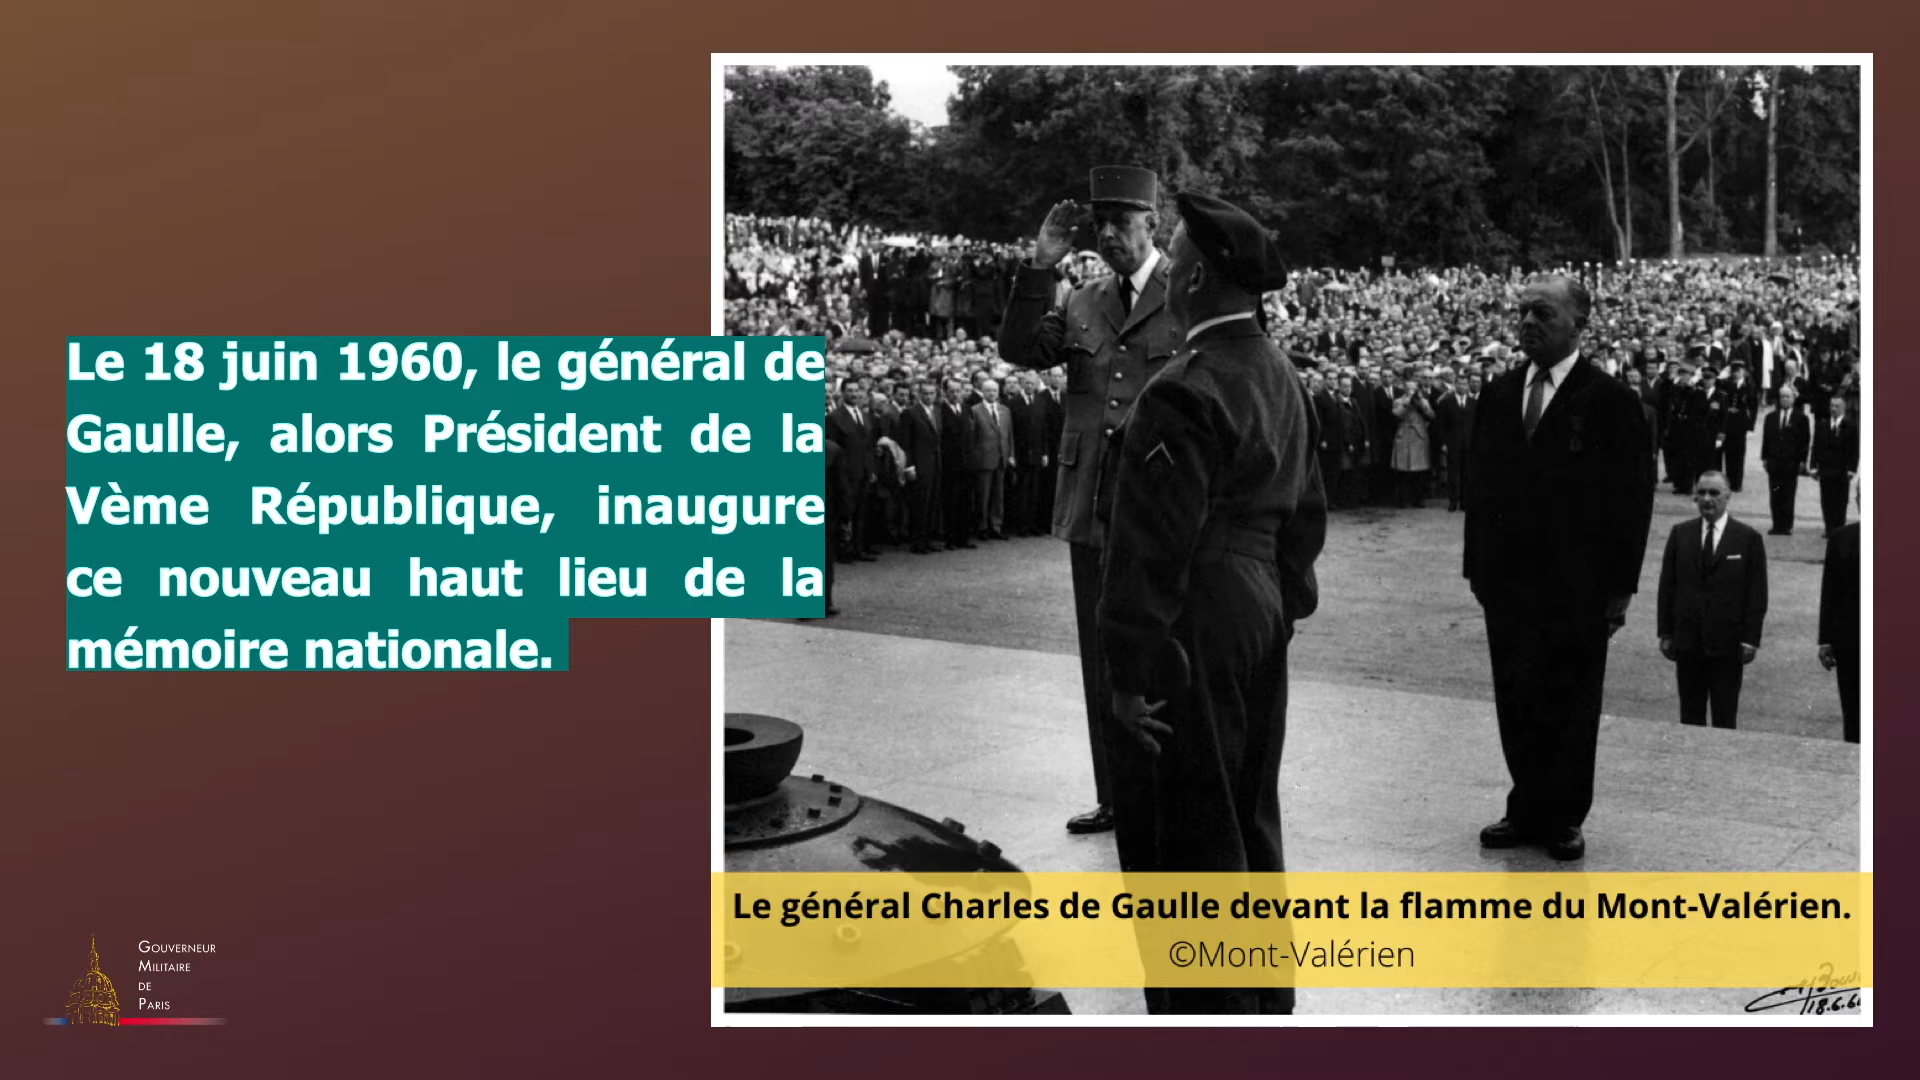 Le 18 juin 1960, le général de
Gaulle, alors Président de la
Vème République, inaugure
ce nouveau haut lieu de la
mémoire nationale.
Le général Charles de Gaulle devant la flamme du Mont-Valérien.
©Mont-Valérien
Gouverneur
Militaire
de
Paris
18.6.6